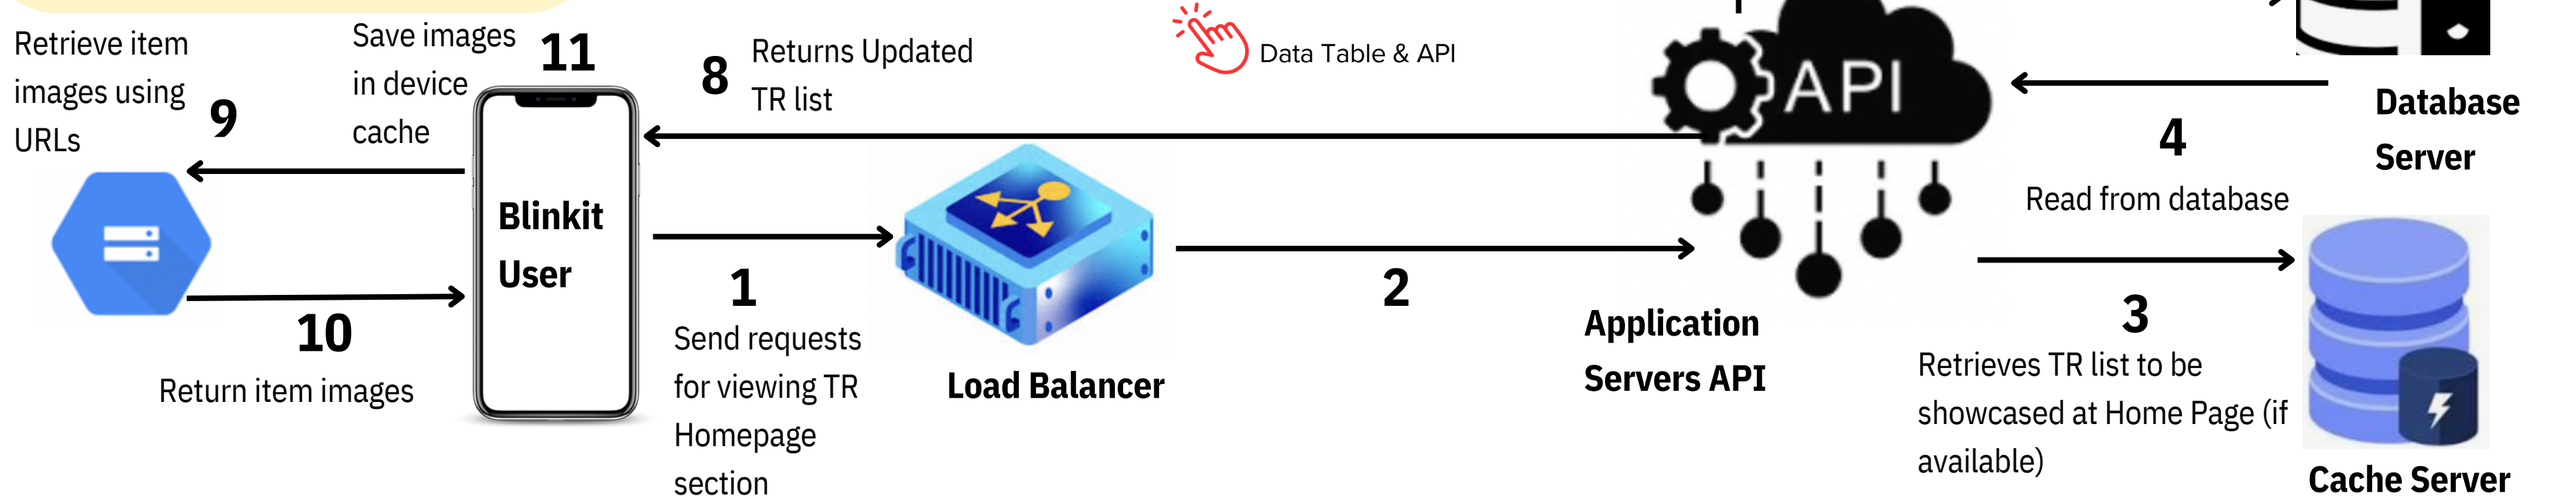 Retrieve item
images using
URLs
9
Save images
in device
cache
11
8
Returns Updated
TR list
Data Table & API
API
Database
Server
4
Read from database
Blinkit
User
10
Return item images
1
Send requests
for viewing TR
Homepage
section
Load Balancer
2
Application
Servers API
3
Retrieves TR list to be
showcased at Home Page (if
available)
Cache Server